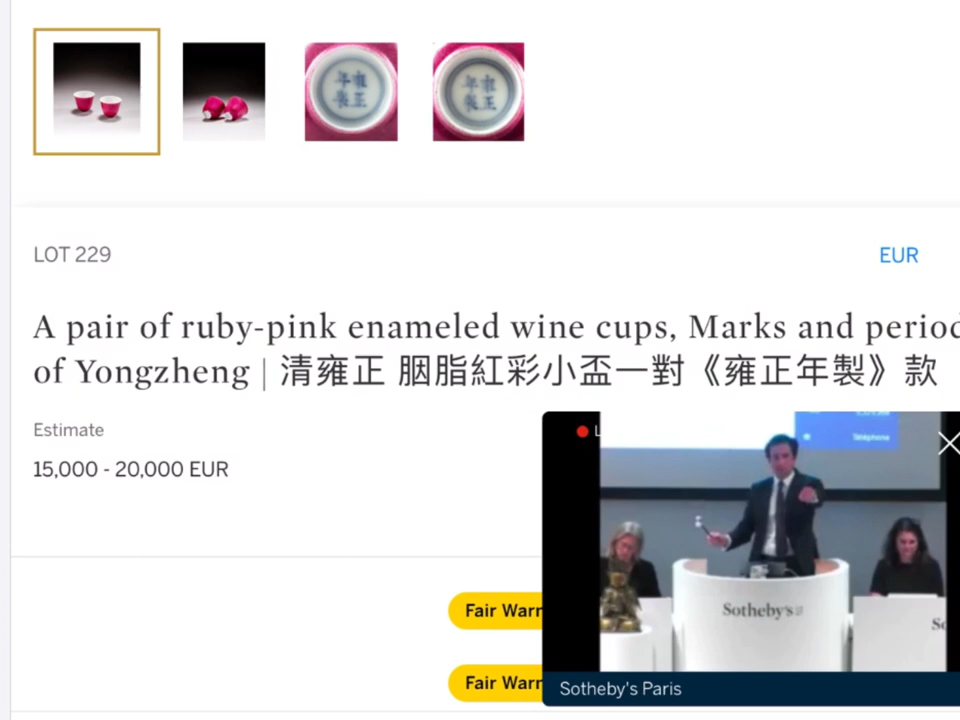 年雍
製正
年雍
製正
LOT 229
EUR
A pair of ruby-pink enameled wine cups, Marks and period
of Yongzheng | 清雍正 胭脂紅彩小盃一對《雍正年製》款
Estimate
15,000 - 20,000 EUR
L
Téléphone
Fair Warn
Sotheby's
So
Fair Warn
Sotheby's Paris